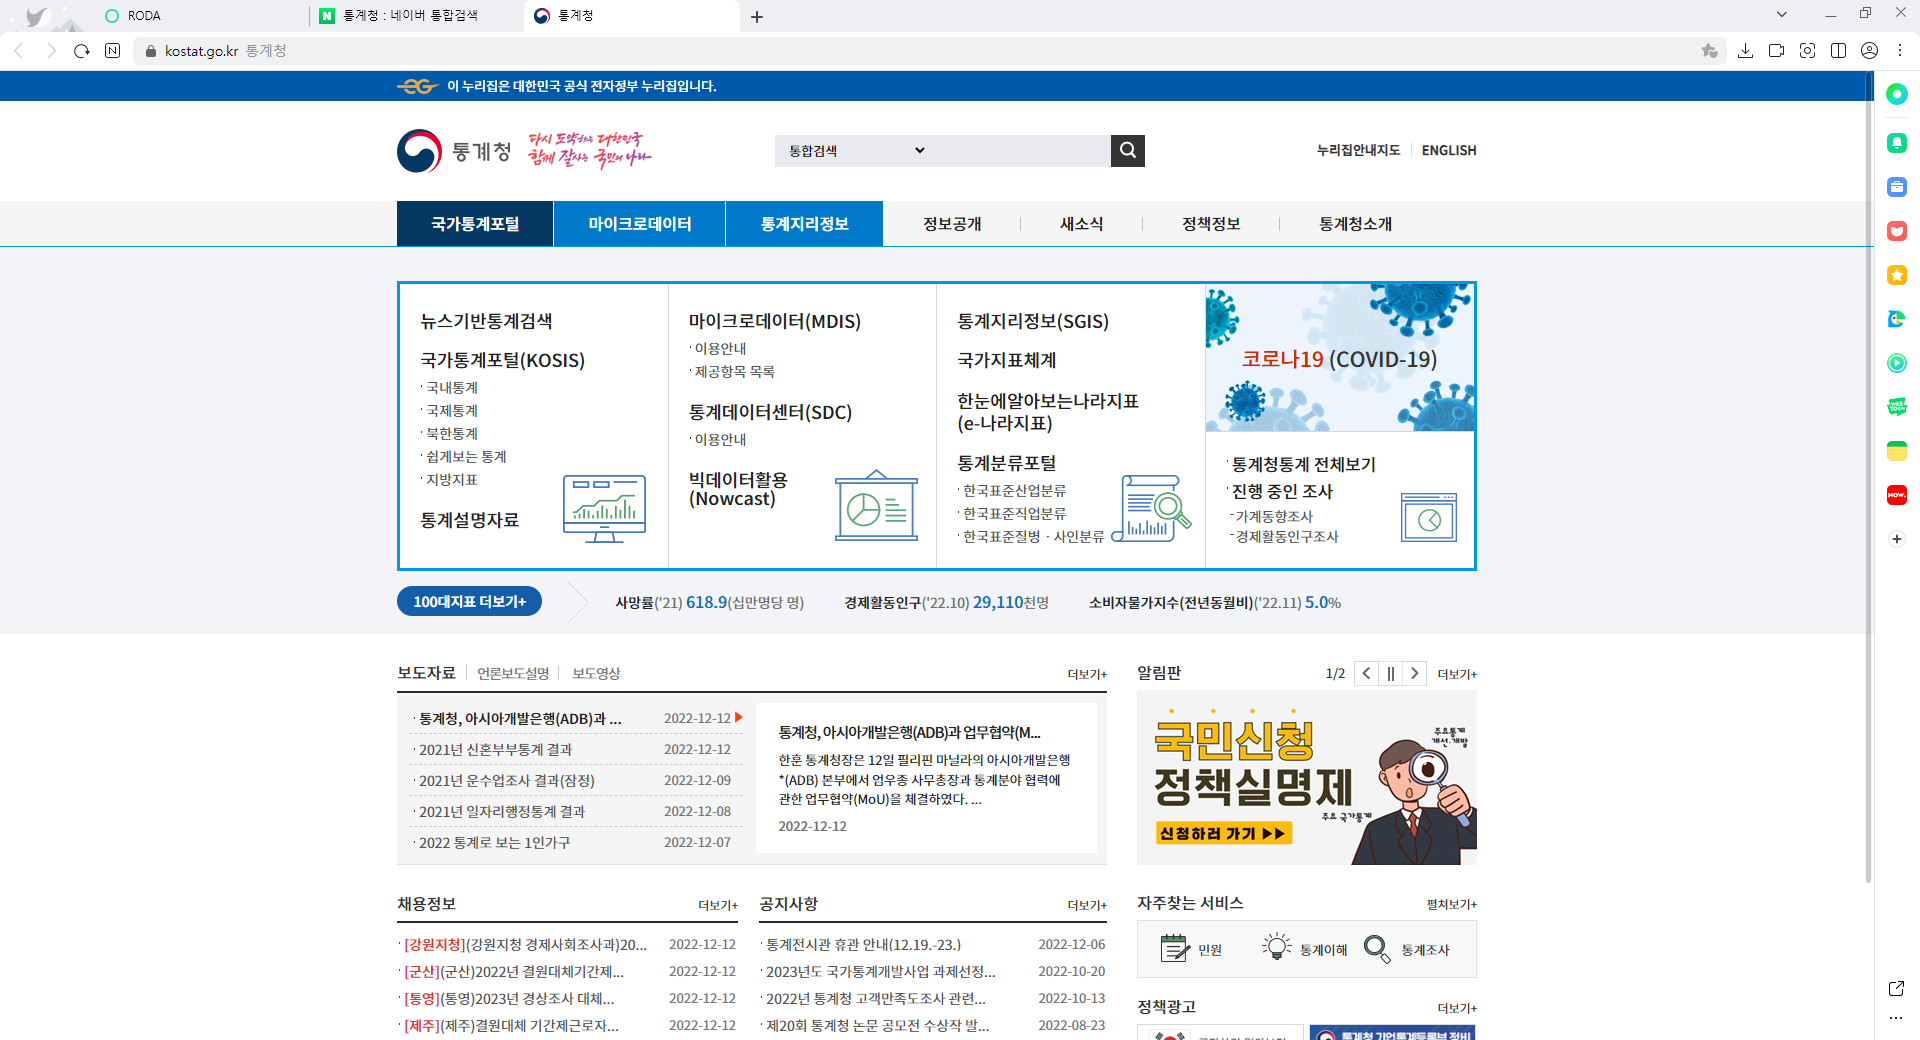 RODA
통계청 : 네이버 통합검색
통계청
kostat.go.kr 통계청
이 누리집은 대한민국 공식 전자정부 누리집입니다.
통계청
다시 도약하는 대한민국
함께 잘사는 국민의 나라
통합검색
누리집안내지도
ENGLISH
국가통계포털
마이크로데이터
통계지리정보
정보공개
새소식
정책정보
통계청소개
뉴스기반통계검색
국가통계포털(KOSIS)
· 국내통계
· 국제통계
· 북한통계
· 쉽게보는 통계
· 지방지표
통계설명자료
마이크로데이터(MDIS)
· 이용안내
· 제공항목 목록
통계데이터센터(SDC)
· 이용안내
빅데이터활용
(Nowcast)
통계지리정보(SGIS)
국가지표체계
한눈에알아보는나라지표
(e-나라지표)
통계분류포털
· 한국표준산업분류
· 한국표준직업분류
· 한국표준질병 · 사인분류
코로나19 (COVID-19)
· 통계청통계 전체보기
· 진행 중인 조사
- 가계동향조사
- 경제활동인구조사
100대지표 더보기+
사망률('21) 618.9(십만명당 명)
경제활동인구('22.10) 29,110천명
소비자물가지수(전년동월비)('22.11) 5.0%
보도자료
언론보도설명
보도영상
더보기+
· 통계청, 아시아개발은행(ADB)과 ... 2022-12-12
· 2021년 신혼부부통계 결과 2022-12-12
· 2021년 운수업조사 결과(잠정) 2022-12-09
· 2021년 일자리행정통계 결과 2022-12-08
· 2022 통계로 보는 1인가구 2022-12-07
통계청, 아시아개발은행(ADB)과 업무협약(M...
한훈 통계청장은 12일 필리핀 마닐라의 아시아개발은행
*(ADB) 본부에서 엄우종 사무총장과 통계분야 협력에
관한 업무협약(MoU)을 체결하였다. ...
2022-12-12
알림판
1/2
더보기+
국민신청
정책실명제
신청하러 가기 ▶▶
주요통계
개선·개발
주요 국가통계
채용정보
더보기+
· [강원지청](강원지청 경제사회조사과)20... 2022-12-12
· [군산](군산)2022년 결원대체기간제... 2022-12-12
· [통영](통영)2023년 경상조사 대체... 2022-12-12
· [제주](제주)결원대체 기간제근로자... 2022-12-12
공지사항
더보기+
· 통계전시관 휴관 안내(12.19.-23.) 2022-12-06
· 2023년도 국가통계개발사업 과제선정... 2022-10-20
· 2022년 통계청 고객만족도조사 관련... 2022-10-13
· 제20회 통계청 논문 공모전 수상작 발... 2022-08-23
자주찾는 서비스
펼쳐보기+
민원
통계이해
통계조사
정책광고
더보기+
통계청 기업통계등록부 정비
WEB
TOON
NOW.